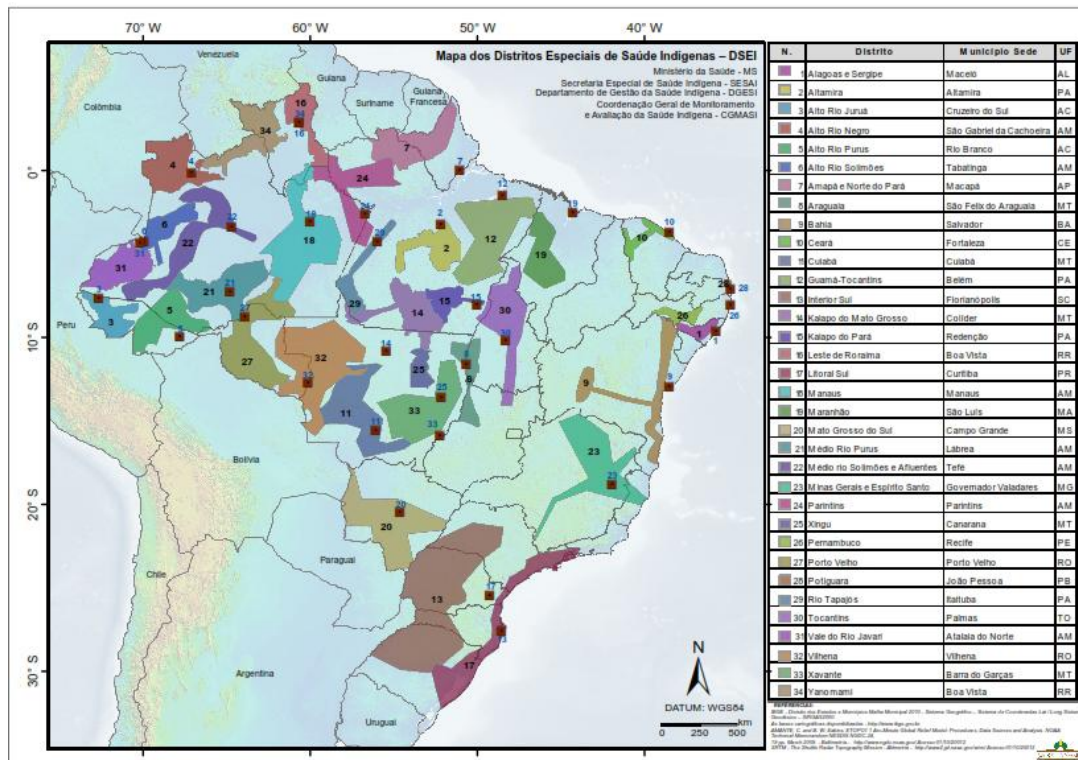 70° W
60° W
50° W
40° W
Mapa dos Distritos Especiais de Saúde Indígenas – DSEI
Ministério da Saúde - MS
Secretaria Especial de Saúde Indígena - SESAI
Departamento de Gestão da Saúde Indígena - DGESI
Coordenação Geral de Monitoramento
e Avaliação da Saúde Indígena - CGMASI
Venezuela
Guiana
Suriname
Guiana
Francesa
Colômbia
Peru
Bolívia
Paraguai
Chile
Argentina
Uruguai
0°
10° S
20° S
30° S
N
DATUM: WGS84
km
0 250 500
N. Distrito Município Sede UF
1 Alagoas e Sergipe Maceió AL
2 Altamira Altamira PA
3 Alto Rio Juruá Cruzeiro do Sul AC
4 Alto Rio Negro São Gabriel da Cachoeira AM
5 Alto Rio Purus Rio Branco AC
6 Alto Rio Solimões Tabatinga AM
7 Amapá e Norte do Pará Macapá AP
8 Araguaia São Felix do Araguaia MT
9 Bahia Salvador BA
10 Ceará Fortaleza CE
11 Cuiabá Cuiabá MT
12 Guamá-Tocantins Belém PA
13 Interior Sul Florianópolis SC
14 Kaiapo do Mato Grosso Colider MT
15 Kaiapo do Pará Redenção PA
16 Leste de Roraima Boa Vista RR
17 Litoral Sul Curitiba PR
18 Manaus Manaus AM
19 Maranhão São Luís MA
20 Mato Grosso do Sul Campo Grande MS
21 Médio Rio Purus Lábrea AM
22 Médio rio Solimões e Afluentes Tefé AM
23 Minas Gerais e Espírito Santo Governador Valadares MG
24 Parintins Parintins AM
25 Xingu Canarana MT
26 Pernambuco Recife PE
27 Porto Velho Porto Velho RO
28 Potiguara João Pessoa PB
29 Rio Tapajós Itaituba PA
30 Tocantins Palmas TO
31 Vale do Rio Javari Atalaia do Norte AM
32 Vilhena Vilhena RO
33 Xavante Barra do Garças MT
34 Yanomami Boa Vista RR
REFERENCIAS: